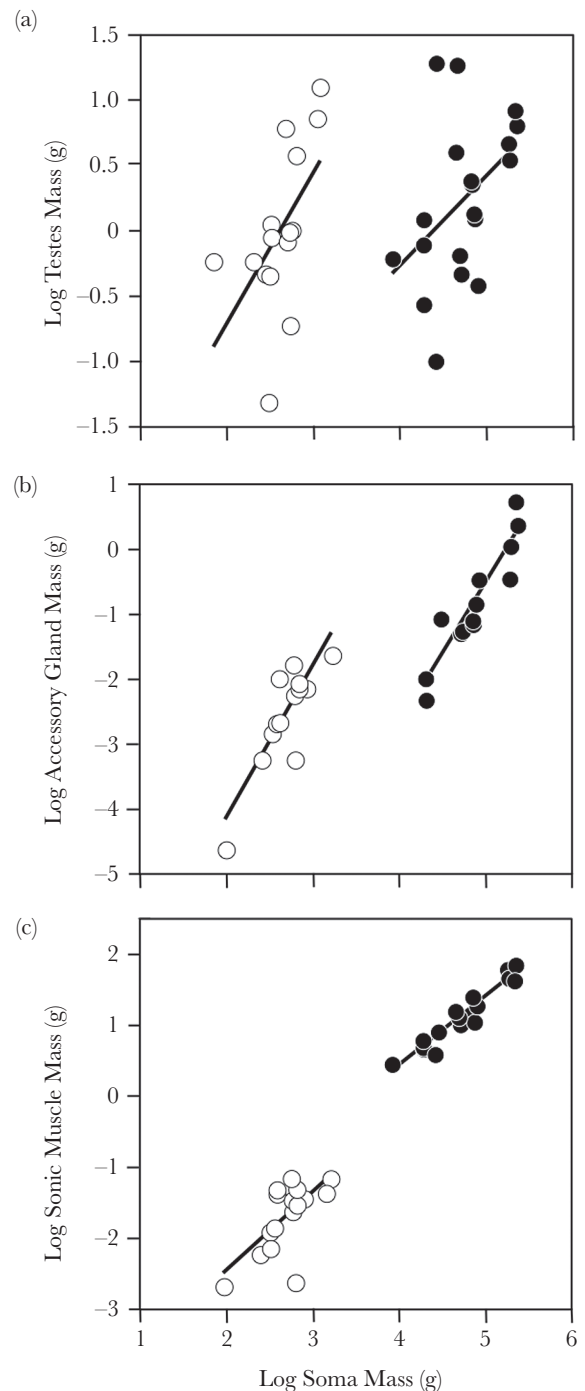 (a)
Log Testes Mass (g)
1.5
1.0
0.5
0
–0.5
–1.0
–1.5
(b)
Log Accessory Gland Mass (g)
1
0
–1
–2
–3
–4
–5
(c)
Log Sonic Muscle Mass (g)
2
1
0
–1
–2
–3
1 2 3 4 5 6
Log Soma Mass (g)